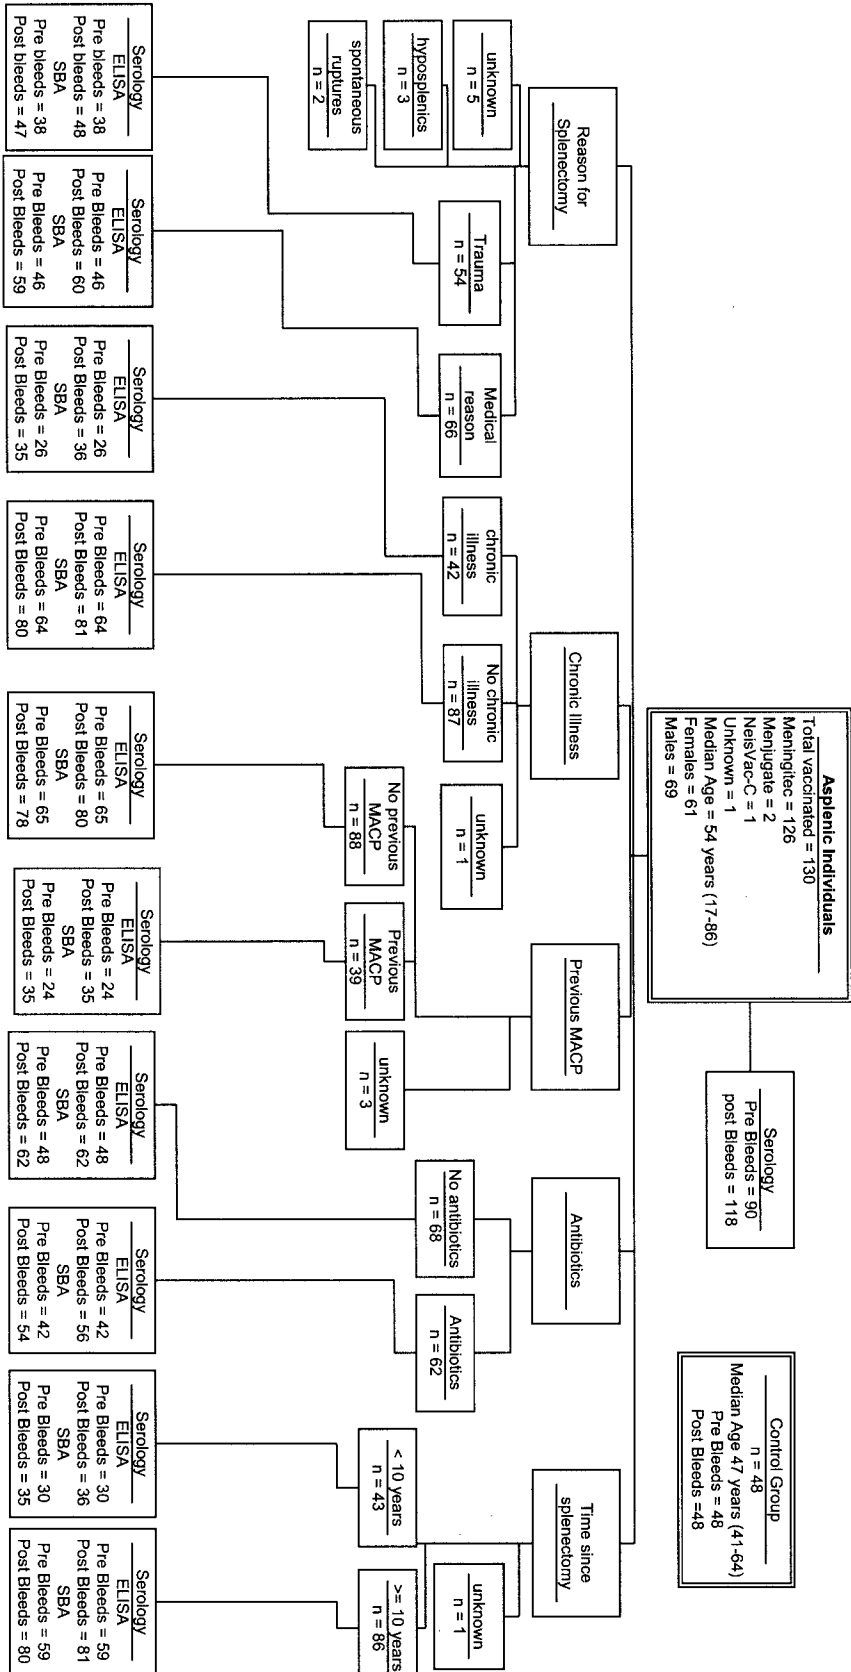 Asplenic Individuals
Total vaccinated = 130
Meningitec = 126
Menjugate = 2
NeisVac-C = 1
Unknown = 1
Median Age = 54 years (17-86)
Females = 61
Males = 69
Serology
Pre Bleeds = 90
post Bleeds = 118
Control Group
n = 48
Median Age 47 years (41-64)
Pre Bleeds = 48
Post Bleeds =48
Reason for
Splenectomy
Chronic Illness
Previous MACP
Antibiotics
Time since
splenectomy
unknown
n = 5
hyposplenics
n = 3
spontaneous
ruptures
n = 2
Trauma
n = 54
Medical
reason
n = 66
chronic
illness
n = 42
No chronic
illness
n = 87
unknown
n = 1
No previous
MACP
n = 88
Previous
MACP
n = 39
unknown
n = 3
No antibiotics
n = 68
Antibiotics
n = 62
< 10 years
n = 43
unknown
n = 1
>= 10 years
n = 86
Serology
ELISA
Pre bleeds = 38
Post bleeds = 48
SBA
Pre bleeds = 38
Post bleeds = 47
Serology
ELISA
Pre Bleeds = 46
Post Bleeds = 60
SBA
Pre Bleeds = 46
Post Bleeds = 59
Serology
ELISA
Pre Bleeds = 26
Post Bleeds = 36
SBA
Pre Bleeds = 26
Post Bleeds = 35
Serology
ELISA
Pre Bleeds = 64
Post Bleeds = 81
SBA
Pre Bleeds = 64
Post Bleeds = 80
Serology
ELISA
Pre Bleeds = 65
Post Bleeds = 80
SBA
Pre Bleeds = 65
Post Bleeds = 78
Serology
ELISA
Pre Bleeds = 24
Post Bleeds = 35
SBA
Pre Bleeds = 24
Post Bleeds = 35
Serology
ELISA
Pre Bleeds = 48
Post Bleeds = 62
SBA
Pre Bleeds = 48
Post Bleeds = 62
Serology
ELISA
Pre Bleeds = 42
Post Bleeds = 56
SBA
Pre Bleeds = 42
Post Bleeds = 54
Serology
ELISA
Pre Bleeds = 30
Post Bleeds = 36
SBA
Pre Bleeds = 30
Post Bleeds = 35
Serology
ELISA
Pre Bleeds = 59
Post Bleeds = 81
SBA
Pre Bleeds = 59
Post Bleeds = 80